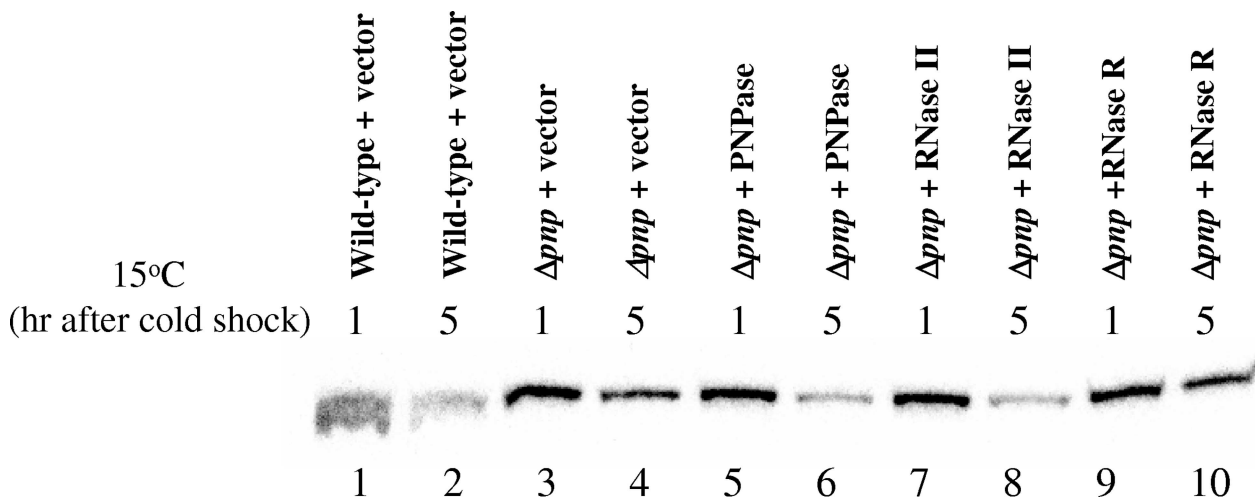 Wild-type + vector
Wild-type + vector
Δpnp + vector
Δpnp + vector
Δpnp + PNPase
Δpnp + PNPase
Δpnp + RNase II
Δpnp + RNase II
Δpnp +RNase R
Δpnp + RNase R
15°C
(hr after cold shock) 1 5 1 5 1 5 1 5 1 5
1 2 3 4 5 6 7 8 9 10